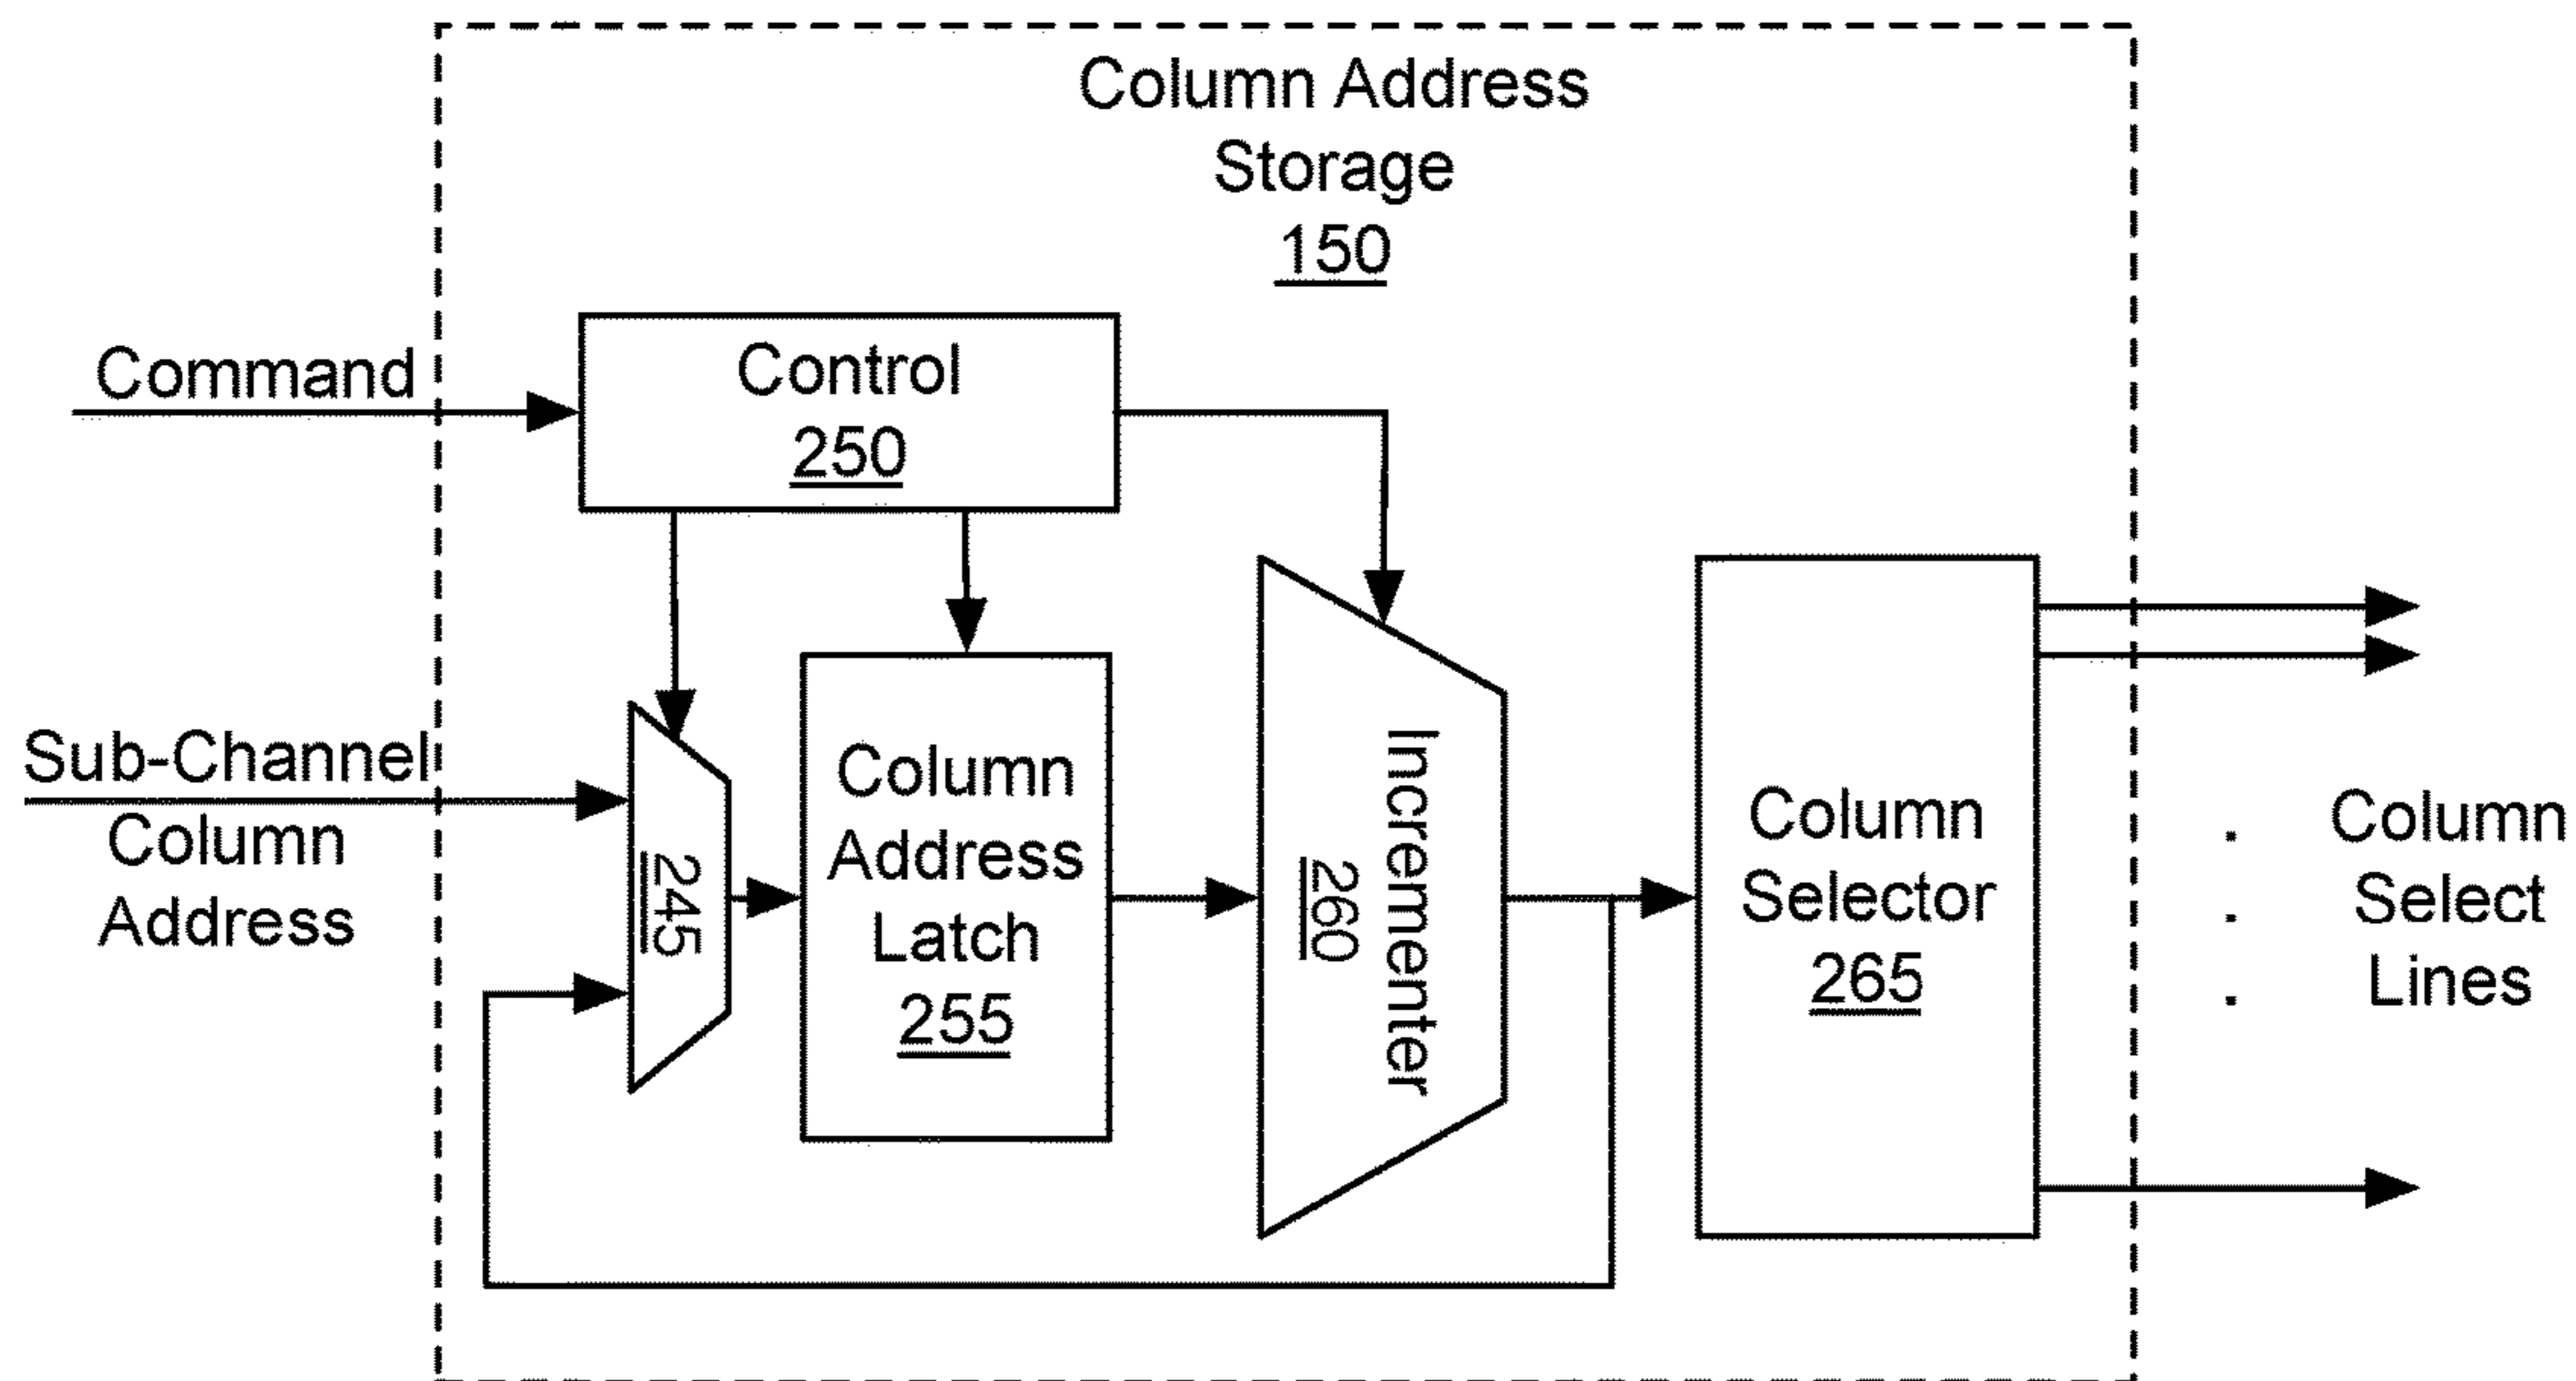 Column Address
Storage
150
Command
Control
250
Sub-Channel
Column
Address
245
Column
Address
Latch
255
Incrementer
260
Column
Selector
265
Column
Select
Lines